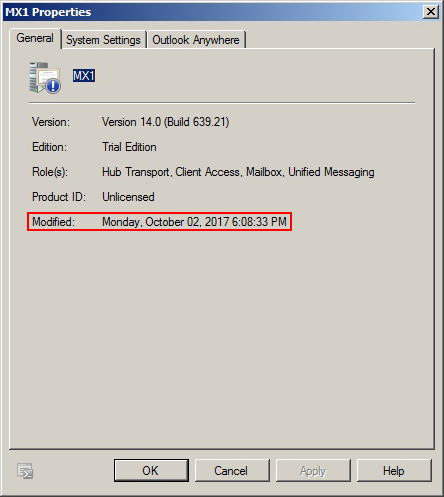 MX1 Properties
General System Settings Outlook Anywhere
MX1
Version: Version 14.0 (Build 639.21)
Edition: Trial Edition
Role(s): Hub Transport, Client Access, Mailbox, Unified Messaging
Product ID: Unlicensed
Modified: Monday, October 02, 2017 6:08:33 PM
OK Cancel Apply Help